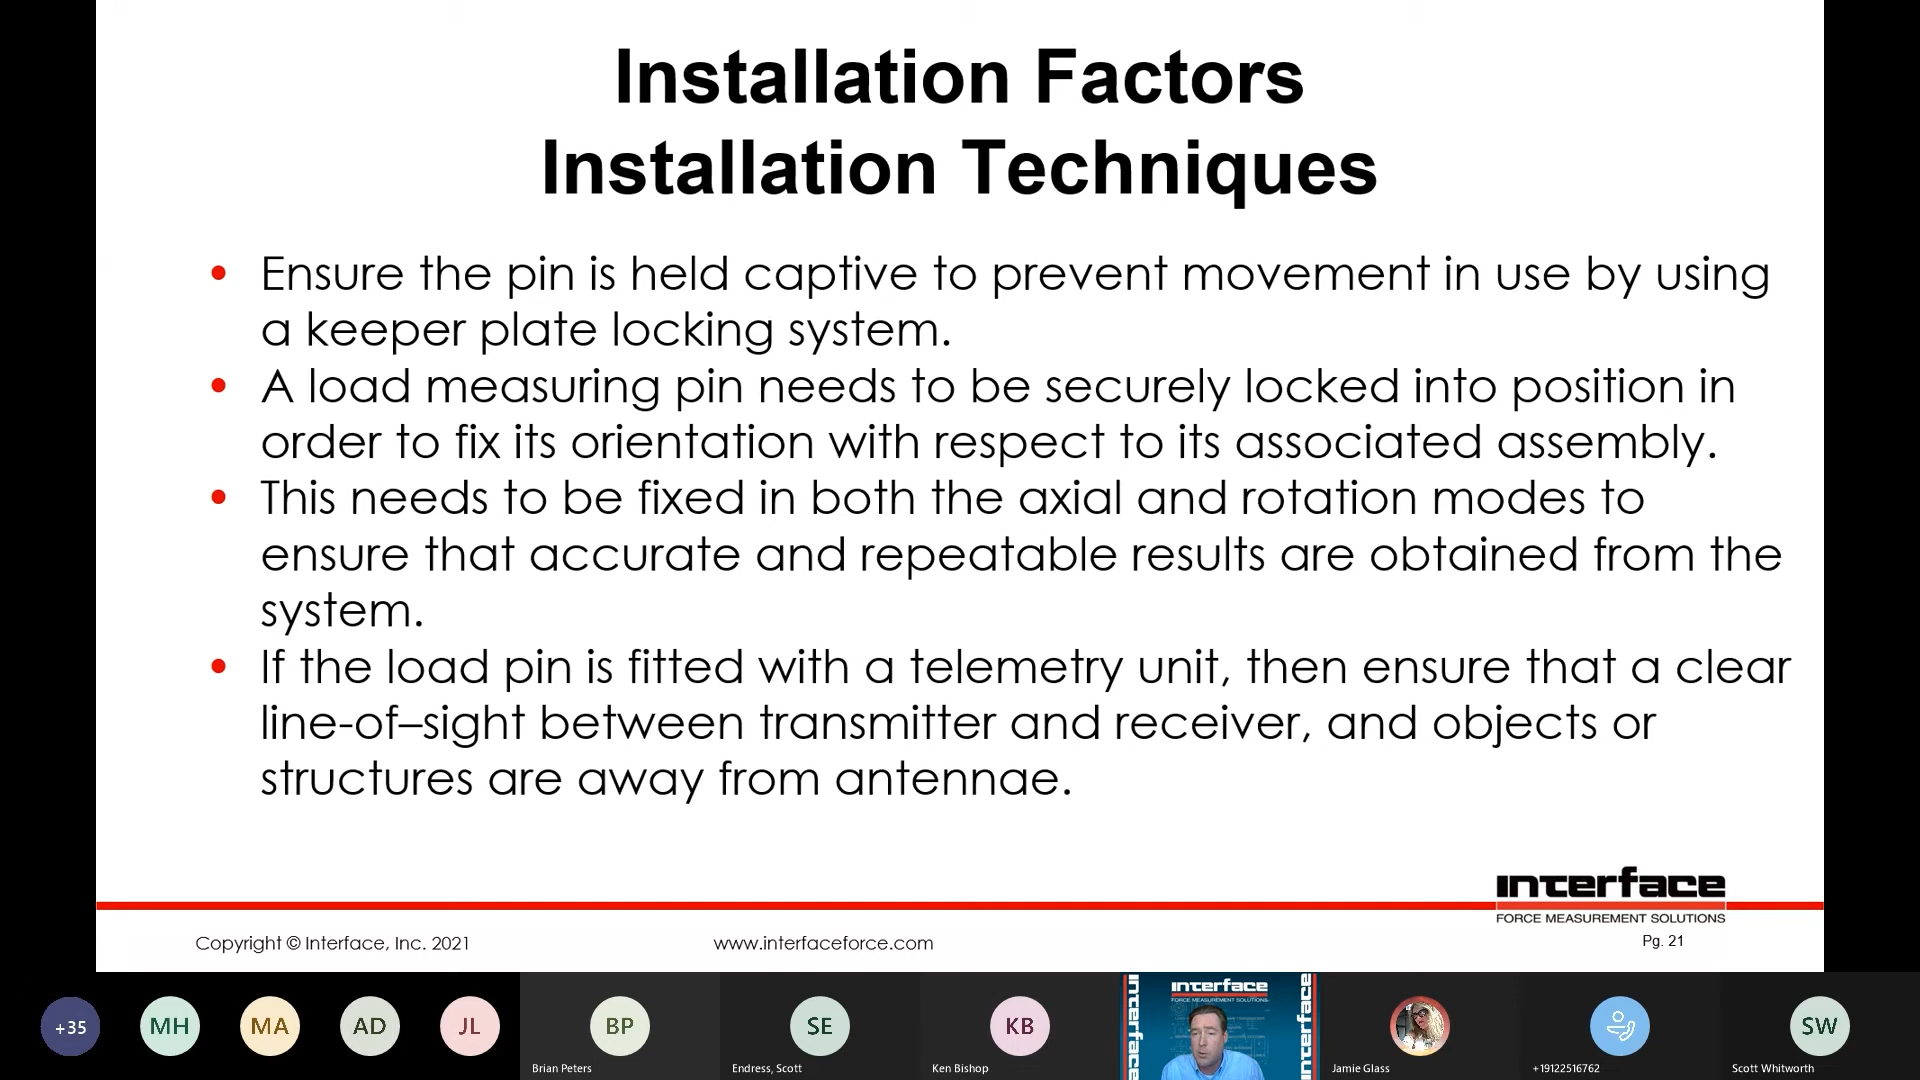 Installation Factors
Installation Techniques
• Ensure the pin is held captive to prevent movement in use by using
a keeper plate locking system.
• A load measuring pin needs to be securely locked into position in
order to fix its orientation with respect to its associated assembly.
• This needs to be fixed in both the axial and rotation modes to
ensure that accurate and repeatable results are obtained from the
system.
• If the load pin is fitted with a telemetry unit, then ensure that a clear
line-of–sight between transmitter and receiver, and objects or
structures are away from antennae.
interface
FORCE MEASUREMENT SOLUTIONS
Copyright © Interface, Inc. 2021
www.interfaceforce.com
Pg. 21
+35
MH
MA
AD
JL
BP
SE
KB
SW
interface
FORCE MEASUREMENT SOLUTIONS
interface
interface
Brian Peters
Endress, Scott
Ken Bishop
Jamie Glass
+19122516762
Scott Whitworth